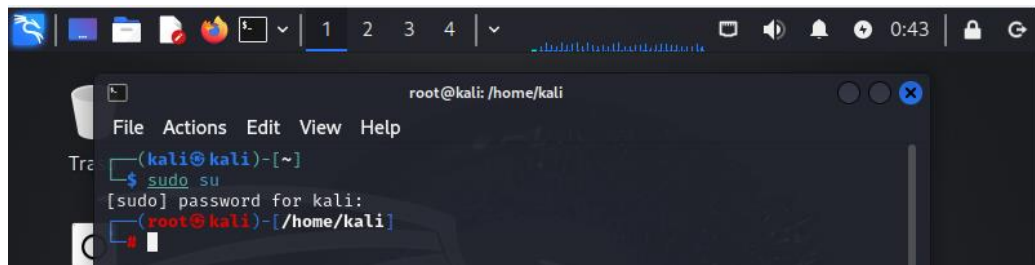 1 2 3 4 0:43
root@kali: /home/kali
File Actions Edit View Help
Tra
┌──(kali㉿kali)-[~]
└─$ sudo su
[sudo] password for kali:
┌──(root㉿kali)-[/home/kali]
└─#